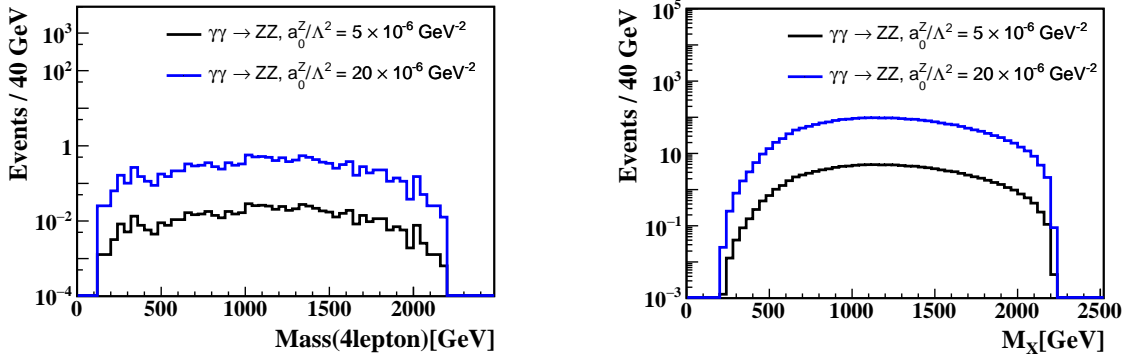 Events / 40 GeV
10³
10
1
10⁻²
10⁻⁴
γγ → ZZ, a₀ᶻ/Λ² = 5 × 10⁻⁶ GeV⁻²
γγ → ZZ, a₀ᶻ/Λ² = 20 × 10⁻⁶ GeV⁻²
0 500 1000 1500 2000
Mass(4lepton)[GeV]
Events / 40 GeV
10⁵
10³
10
10⁻¹
10⁻³
γγ → ZZ, a₀ᶻ/Λ² = 5 × 10⁻⁶ GeV⁻²
γγ → ZZ, a₀ᶻ/Λ² = 20 × 10⁻⁶ GeV⁻²
0 500 1000 1500 2000 2500
M_X[GeV]